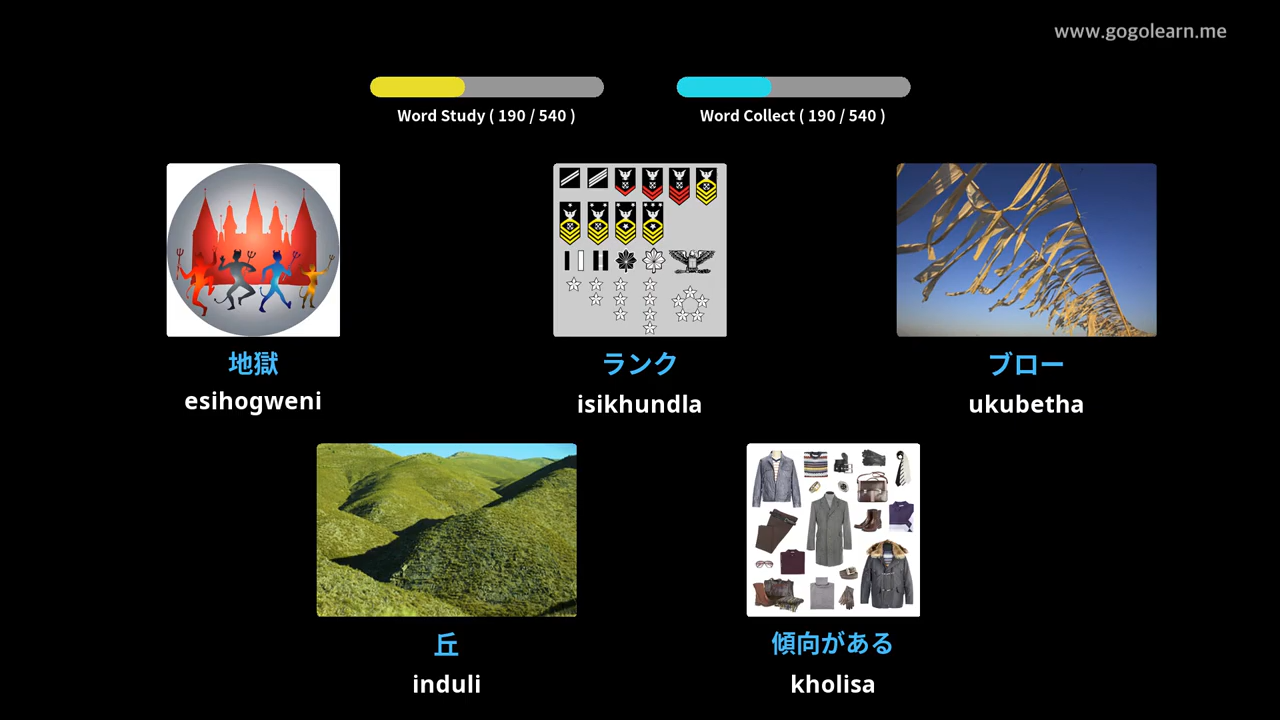 www.gogolearn.me
Word Study ( 190 / 540 )
Word Collect ( 190 / 540 )
地獄
esihogweni
ランク
isikhundla
ブロー
ukubetha
丘
induli
傾向がある
kholisa